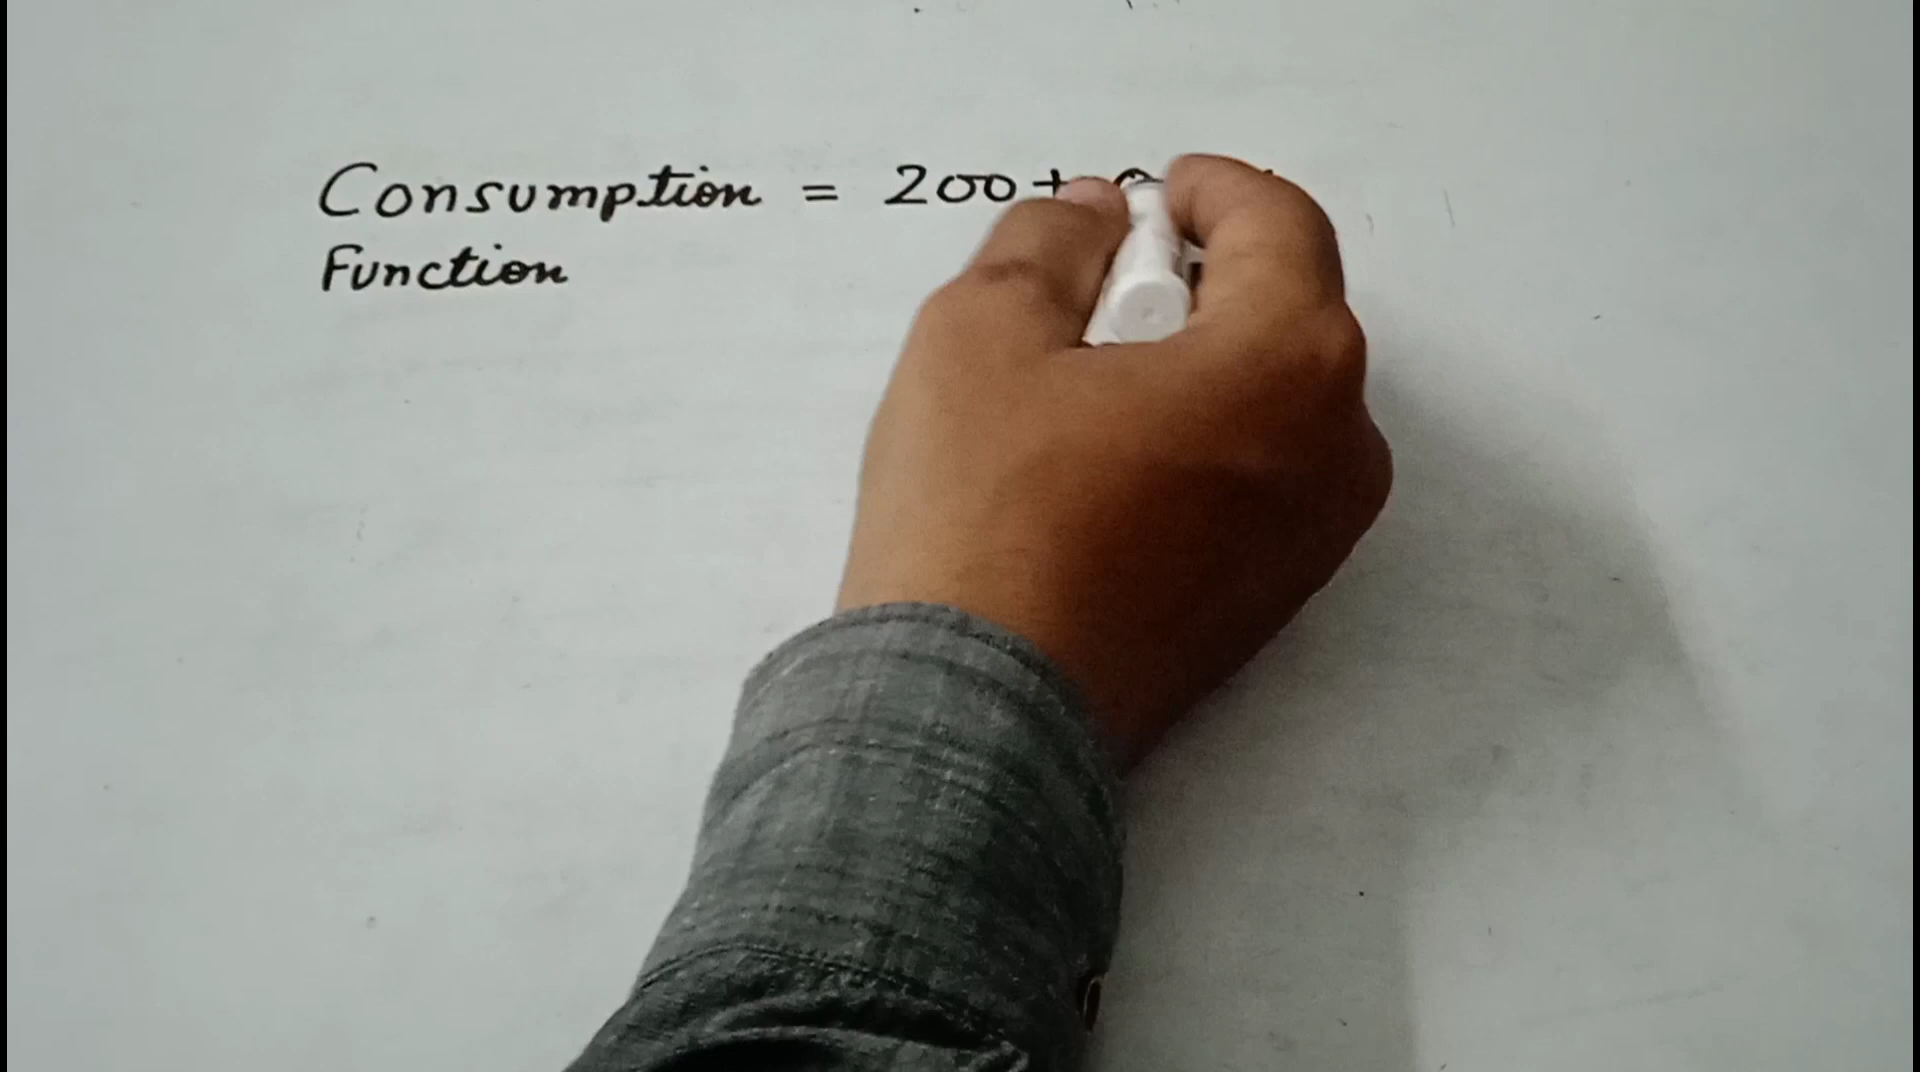 Consumption = 200 +
Function